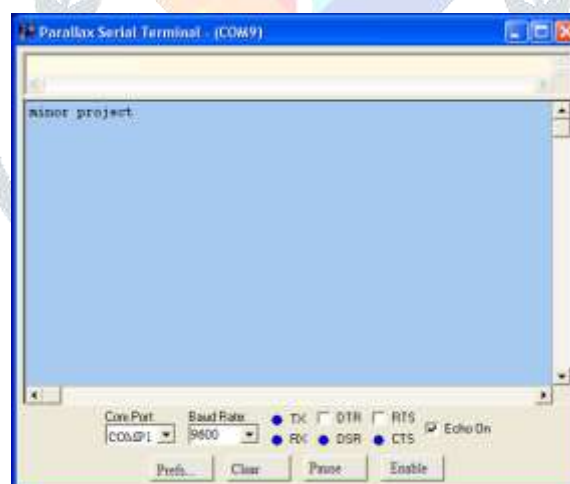 Parallax Serial Terminal - (COM9)
minor project
Com Port: Baud Rate: TX DTR RTS
COMP1 9600 RX DSR CTS Echo On
Prefs... Clear Pause Enable